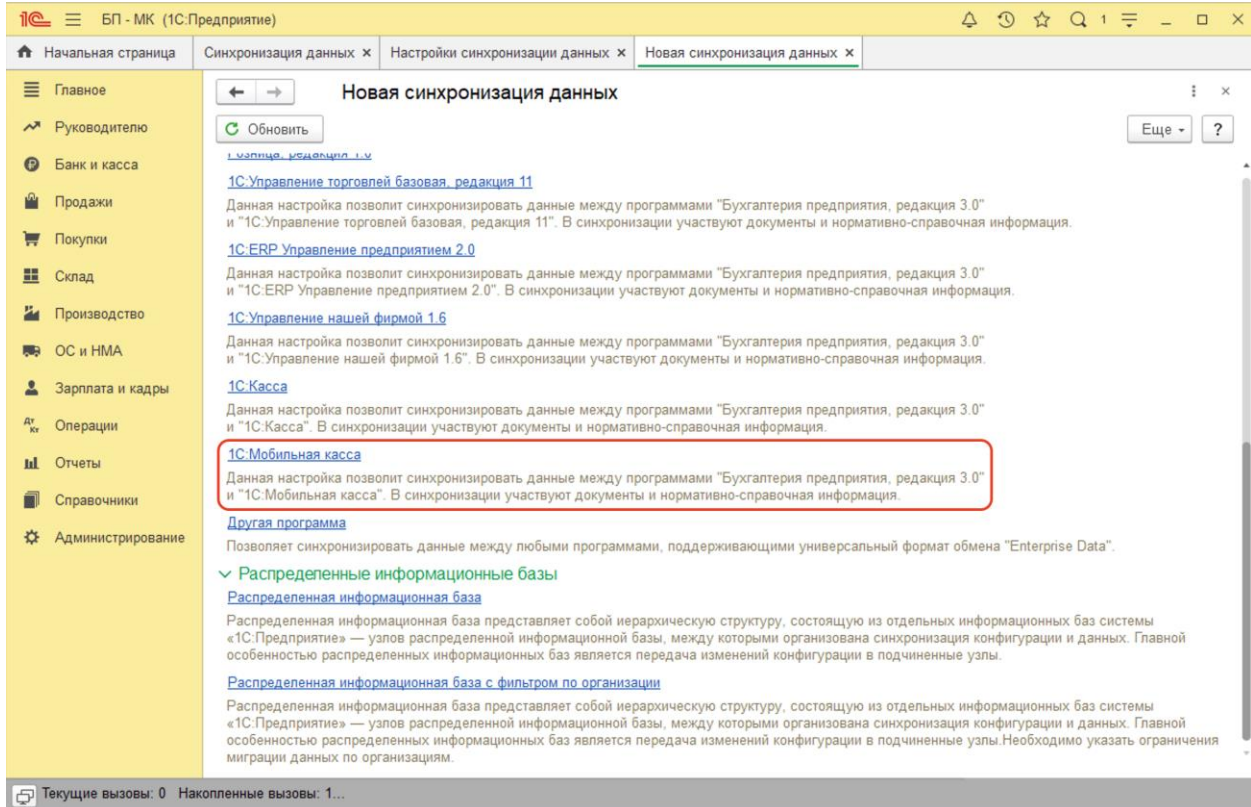 1С БП - МК (1С:Предприятие) 1
Начальная страница Синхронизация данных × Настройки синхронизации данных × Новая синхронизация данных ×
Главное
Руководителю
Банк и касса
Продажи
Покупки
Склад
Производство
ОС и НМА
Зарплата и кадры
Операции
Отчеты
Справочники
Администрирование
Новая синхронизация данных
Обновить Еще ?
Розница, редакция 1.0
1С:Управление торговлей базовая, редакция 11
Данная настройка позволит синхронизировать данные между программами "Бухгалтерия предприятия, редакция 3.0"
и "1С:Управление торговлей базовая, редакция 11". В синхронизации участвуют документы и нормативно-справочная информация.
1С:ERP Управление предприятием 2.0
Данная настройка позволит синхронизировать данные между программами "Бухгалтерия предприятия, редакция 3.0"
и "1С:ERP Управление предприятием 2.0". В синхронизации участвуют документы и нормативно-справочная информация.
1С:Управление нашей фирмой 1.6
Данная настройка позволит синхронизировать данные между программами "Бухгалтерия предприятия, редакция 3.0"
и "1С:Управление нашей фирмой 1.6". В синхронизации участвуют документы и нормативно-справочная информация.
1С:Касса
Данная настройка позволит синхронизировать данные между программами "Бухгалтерия предприятия, редакция 3.0"
и "1С:Касса". В синхронизации участвуют документы и нормативно-справочная информация.
1С:Мобильная касса
Данная настройка позволит синхронизировать данные между программами "Бухгалтерия предприятия, редакция 3.0"
и "1С:Мобильная касса". В синхронизации участвуют документы и нормативно-справочная информация.
Другая программа
Позволяет синхронизировать данные между любыми программами, поддерживающими универсальный формат обмена "Enterprise Data".
Распределенные информационные базы
Распределенная информационная база
Распределенная информационная база представляет собой иерархическую структуру, состоящую из отдельных информационных баз системы
«1С:Предприятие» — узлов распределенной информационной базы, между которыми организована синхронизация конфигурации и данных. Главной
особенностью распределенных информационных баз является передача изменений конфигурации в подчиненные узлы.
Распределенная информационная база с фильтром по организации
Распределенная информационная база представляет собой иерархическую структуру, состоящую из отдельных информационных баз системы
«1С:Предприятие» — узлов распределенной информационной базы, между которыми организована синхронизация конфигурации и данных. Главной
особенностью распределенных информационных баз является передача изменений конфигурации в подчиненные узлы.Необходимо указать ограничения
миграции данных по организациям.
Текущие вызовы: 0 Накопленные вызовы: 1...